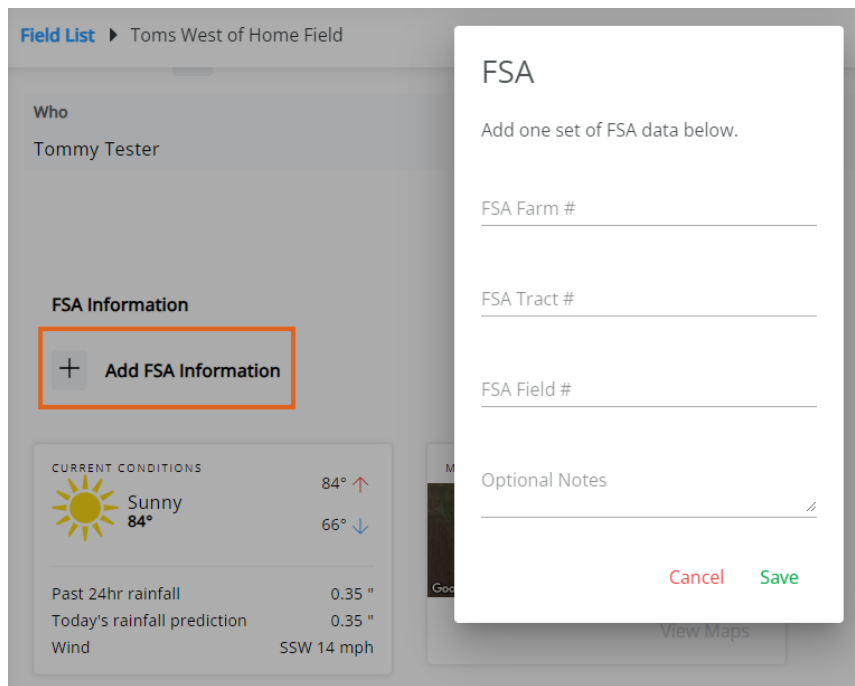 Field List ▶ Toms West of Home Field
Who
Tommy Tester
FSA Information
+ Add FSA Information
CURRENT CONDITIONS
Sunny
84°
84° ↑
66° ↓
Past 24hr rainfall 0.35 "
Today's rainfall prediction 0.35 "
Wind SSW 14 mph
View Maps
FSA
Add one set of FSA data below.
FSA Farm #
FSA Tract #
FSA Field #
Optional Notes
Cancel Save